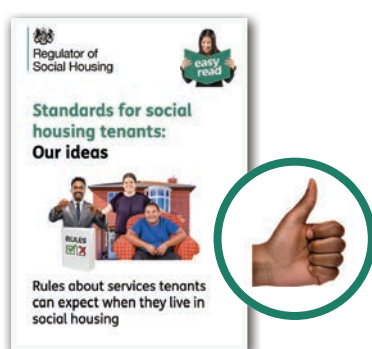 Regulator of
Social Housing
easy
read
Standards for social
housing tenants:
Our ideas
RULES
Rules about services tenants
can expect when they live in
social housing